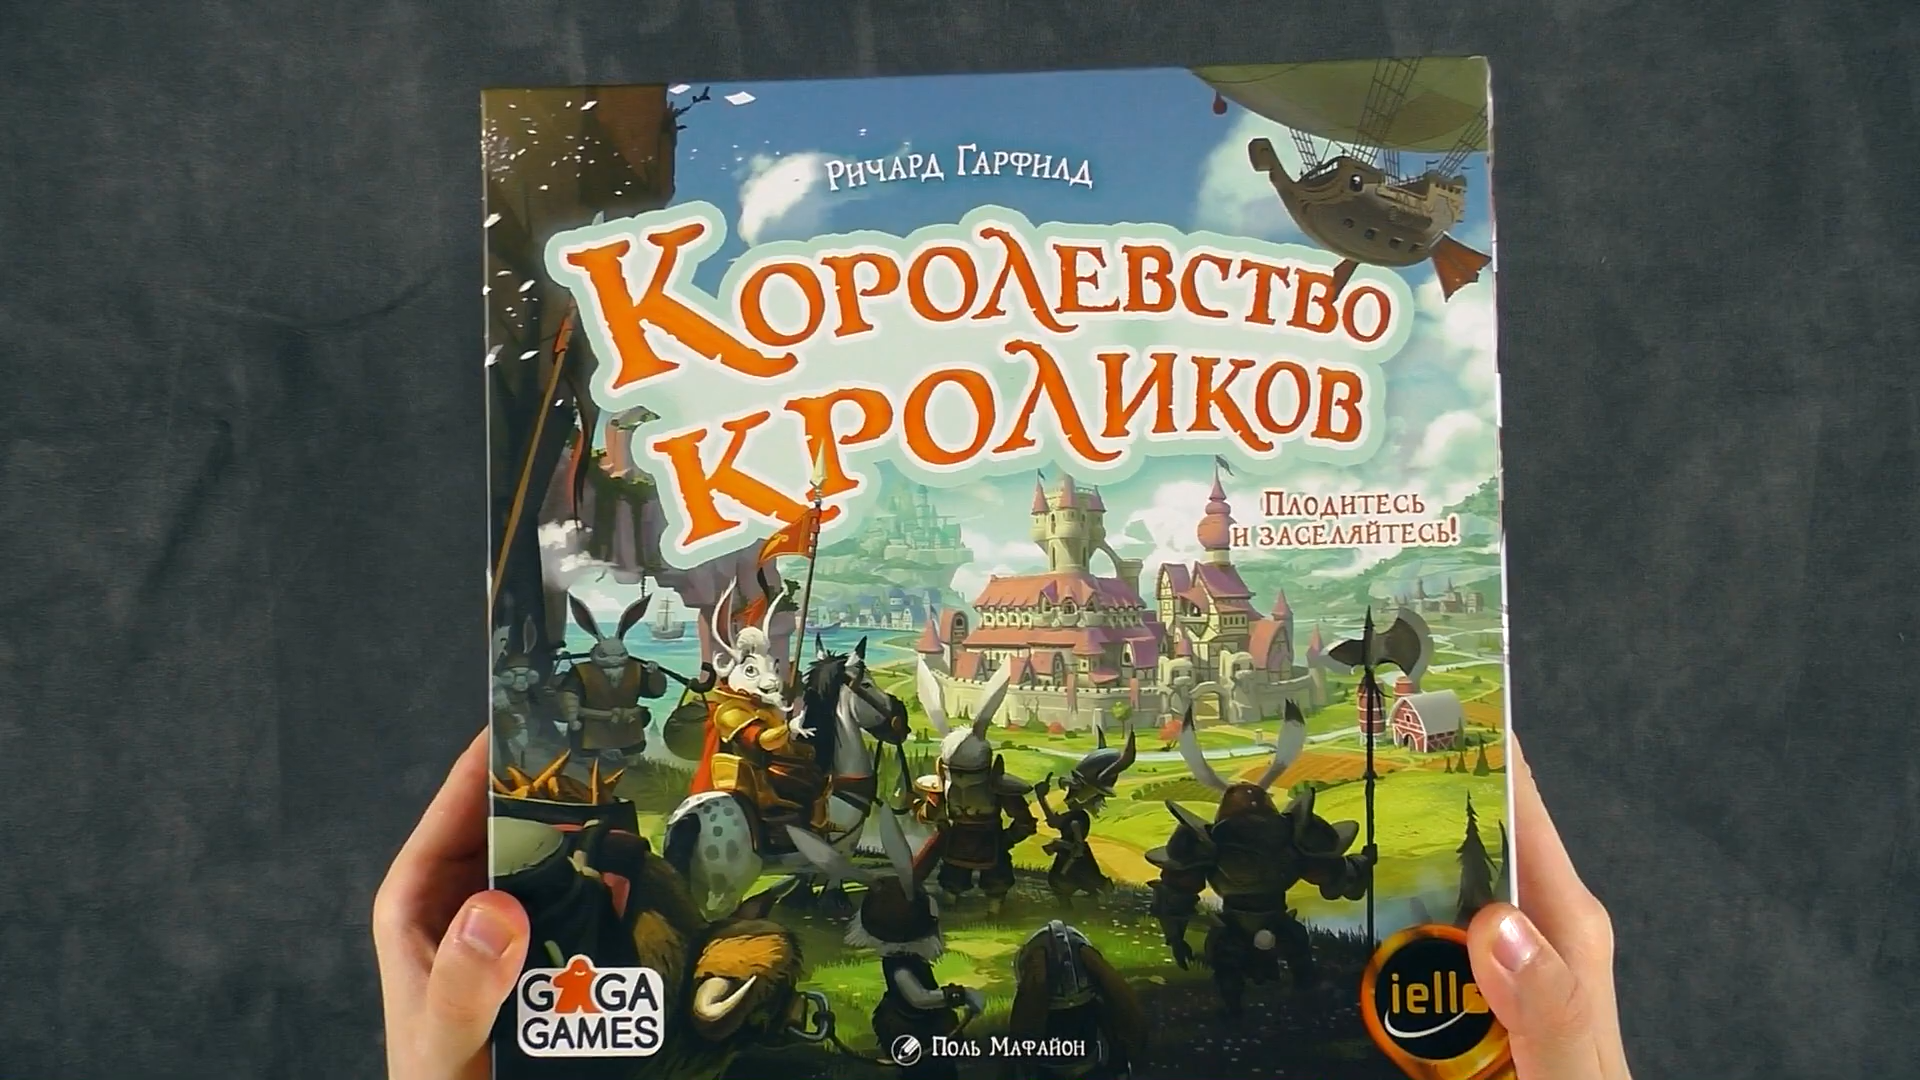 Ричард Гарфилд
Королевство
кроликов
Плодитесь
и заселяйтесь!
GAGA
GAMES
Поль Мафайон
iello